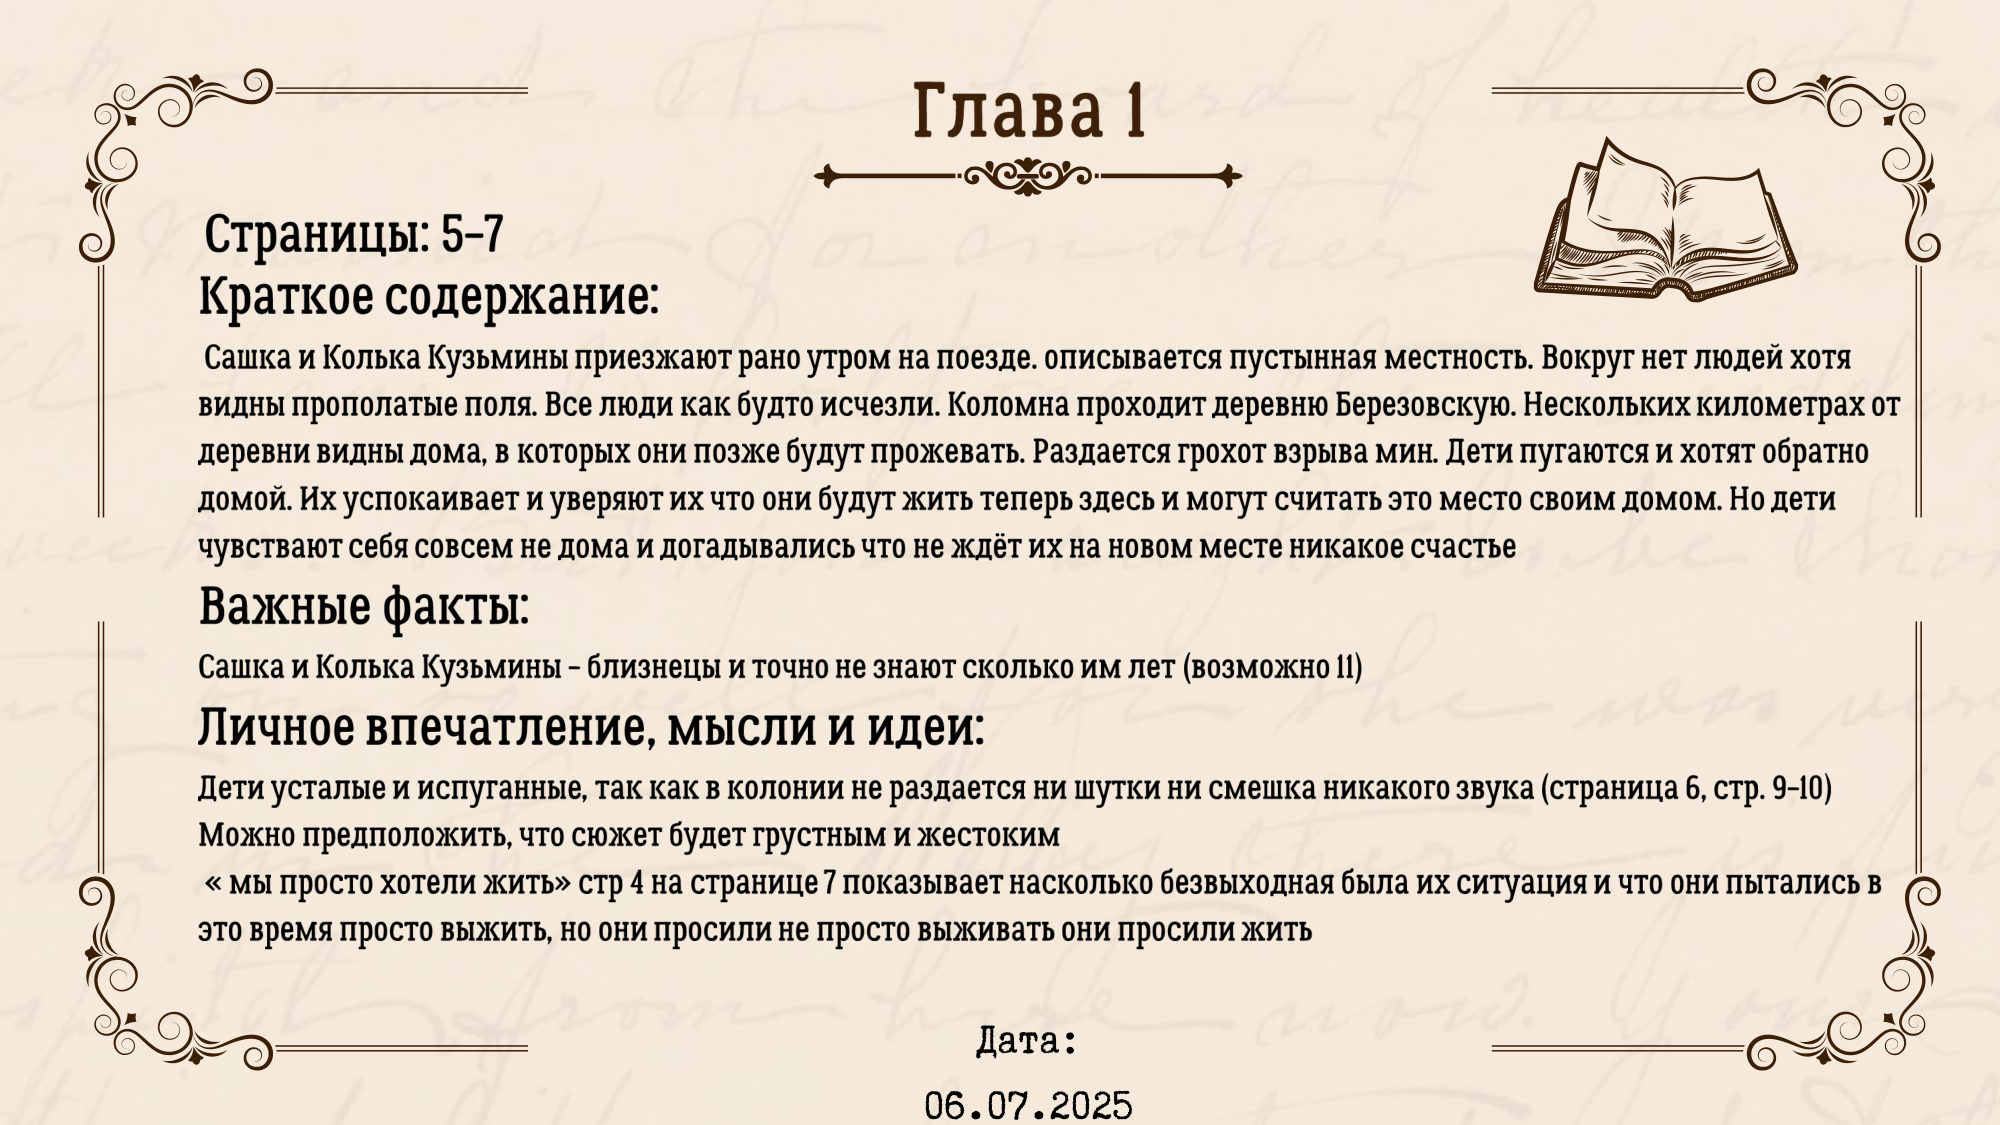 Глава 1
Страницы: 5–7
Краткое содержание:
Сашка и Колька Кузьмины приезжают рано утром на поезде. описывается пустынная местность. Вокруг нет людей хотя
видны прополатые поля. Все люди как будто исчезли. Коломна проходит деревню Березовскую. Нескольких километрах от
деревни видны дома, в которых они позже будут прожевать. Раздается грохот взрыва мин. Дети пугаются и хотят обратно
домой. Их успокаивает и уверяют их что они будут жить теперь здесь и могут считать это место своим домом. Но дети
чувствают себя совсем не дома и догадывались что не ждёт их на новом месте никакое счастье
Важные факты:
Сашка и Колька Кузьмины – близнецы и точно не знают сколько им лет (возможно 11)
Личное впечатление, мысли и идеи:
Дети усталые и испуганные, так как в колонии не раздается ни шутки ни смешка никакого звука (страница 6, стр. 9–10)
Можно предположить, что сюжет будет грустным и жестоким
« мы просто хотели жить» стр 4 на странице 7 показывает насколько безвыходная была их ситуация и что они пытались в
это время просто выжить, но они просили не просто выживать они просили жить
Дата:
06.07.2025